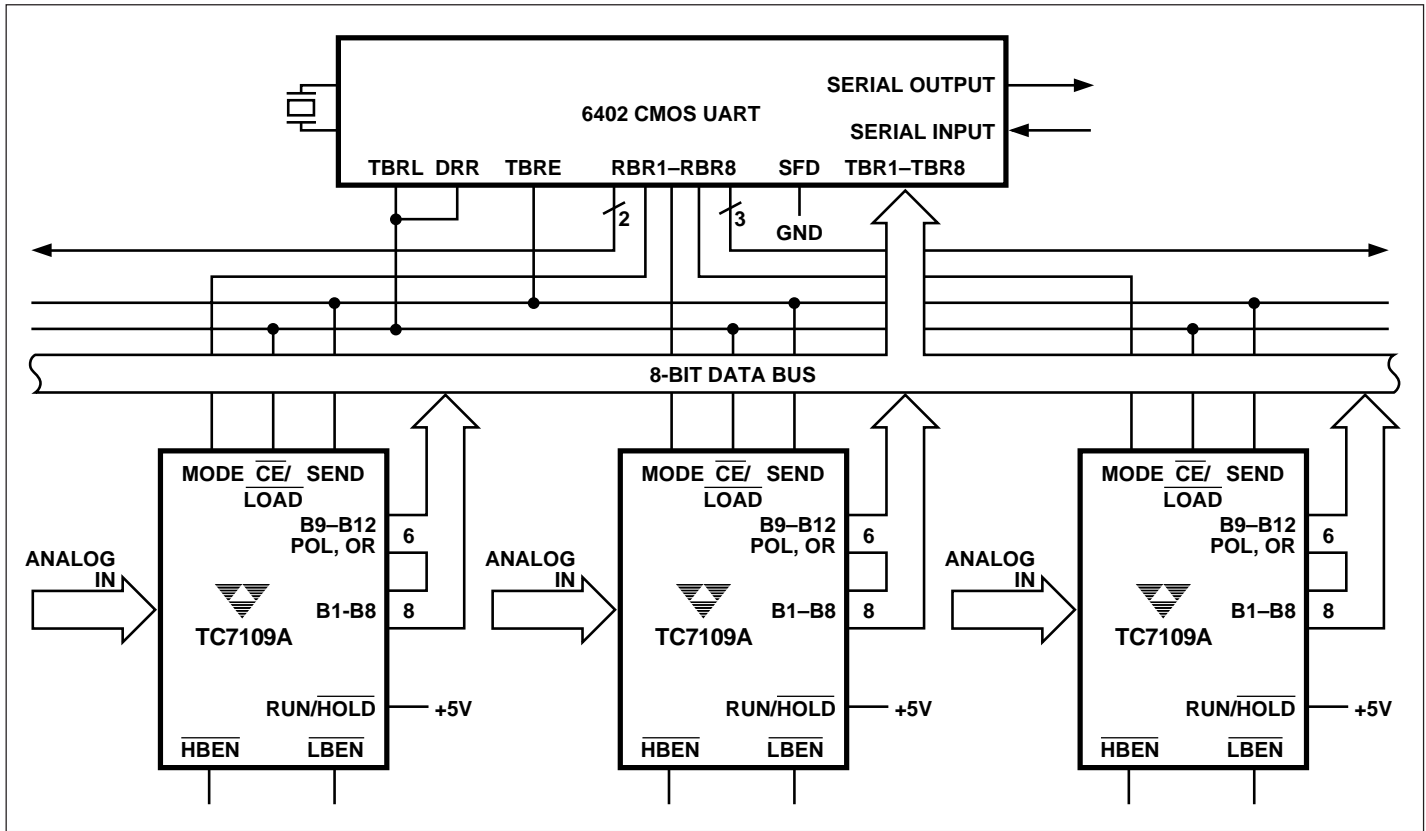 SERIAL OUTPUT
6402 CMOS UART
SERIAL INPUT
TBRL DRR TBRE RBR1–RBR8 SFD TBR1–TBR8
2
3
GND
8-BIT DATA BUS
MODE CE/ SEND
LOAD
B9–B12
POL, OR
6
ANALOG
IN
B1-B8
8
TC7109A
RUN/HOLD
+5V
HBEN
LBEN
MODE CE/ SEND
LOAD
B9–B12
POL, OR
6
ANALOG
IN
B1–B8
8
TC7109A
RUN/HOLD
+5V
HBEN
LBEN
MODE CE/ SEND
LOAD
B9–B12
POL, OR
6
ANALOG
IN
B1–B8
8
TC7109A
RUN/HOLD
+5V
HBEN
LBEN